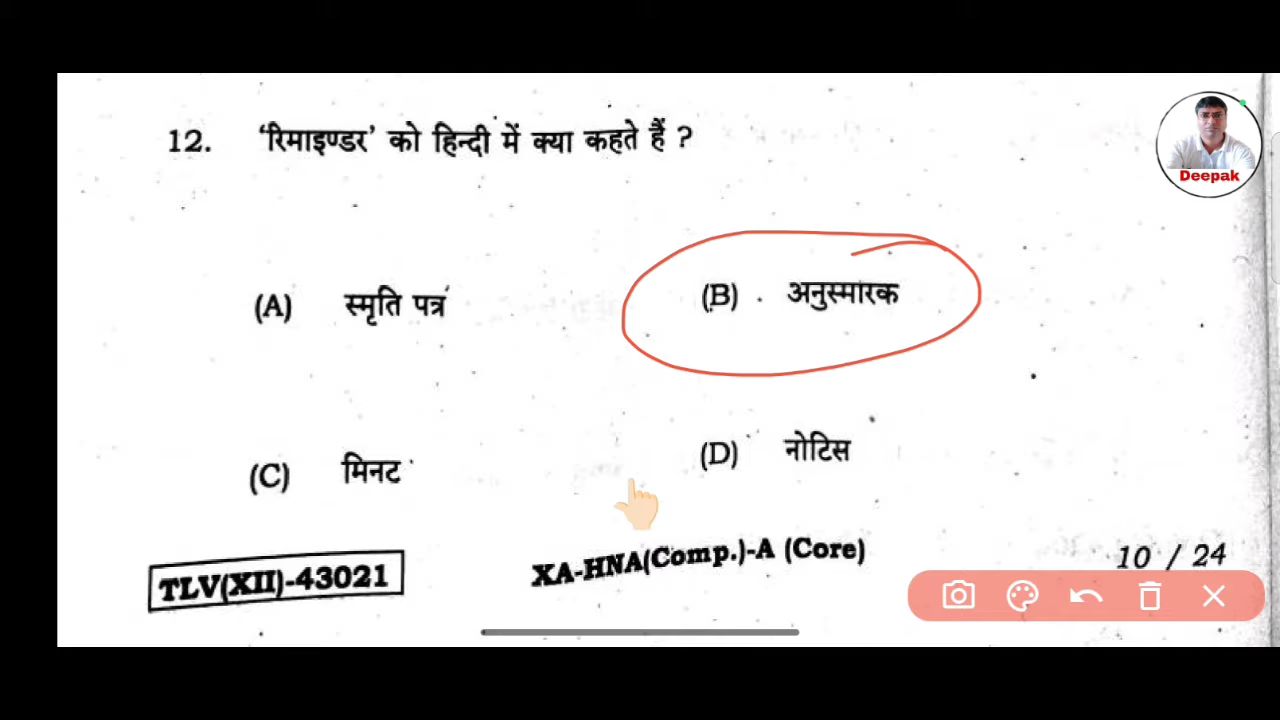 12. ‘रिमाइण्डर’ को हिन्दी में क्या कहते हैं ?
Deepak
(A) स्मृति पत्र
(B) अनुस्मारक
(C) मिनट
(D) नोटिस
TLV(XII)-43021
XA-HNA(Comp.)-A (Core)
10 / 24